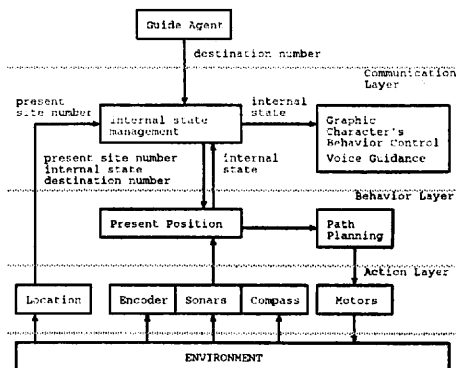 Guide Agent
destination number
Communication
Layer
present
site number
Internal state
management
internal
state
Graphic
Character's
Behavior Control
Voice Guidance
present site number
internal state
destination number
internal
state
Behavior Layer
Present Position
Path
Planning
Action Layer
Location
Encoder
Sonars
Compass
Motors
ENVIRONMENT